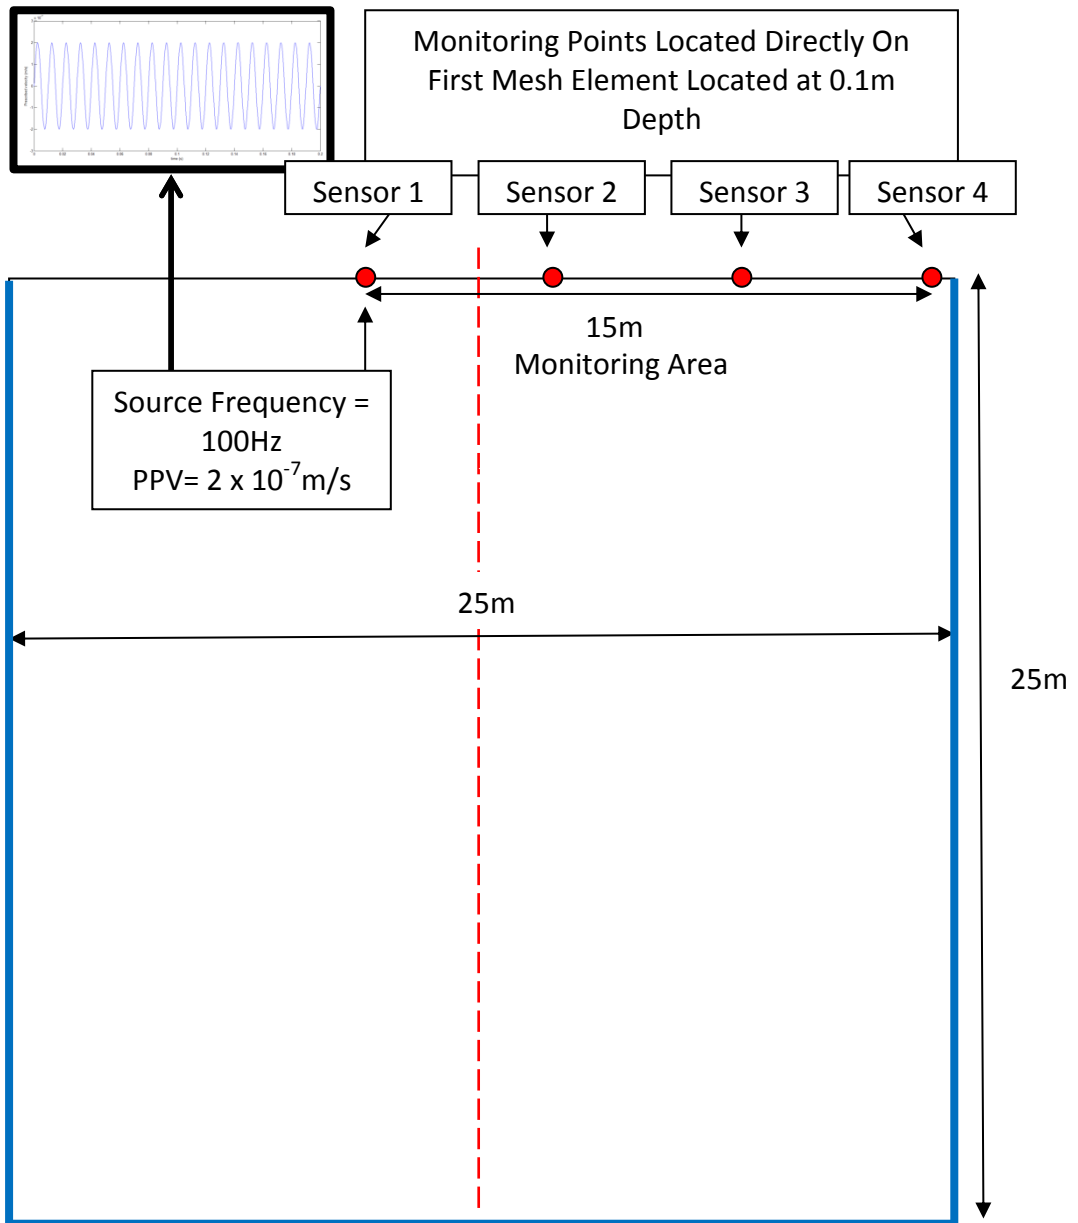 Monitoring Points Located Directly On
First Mesh Element Located at 0.1m
Depth
Sensor 1
Sensor 2
Sensor 3
Sensor 4
15m
Monitoring Area
Source Frequency =
100Hz
PPV= 2 x 10⁻⁷m/s
25m
25m